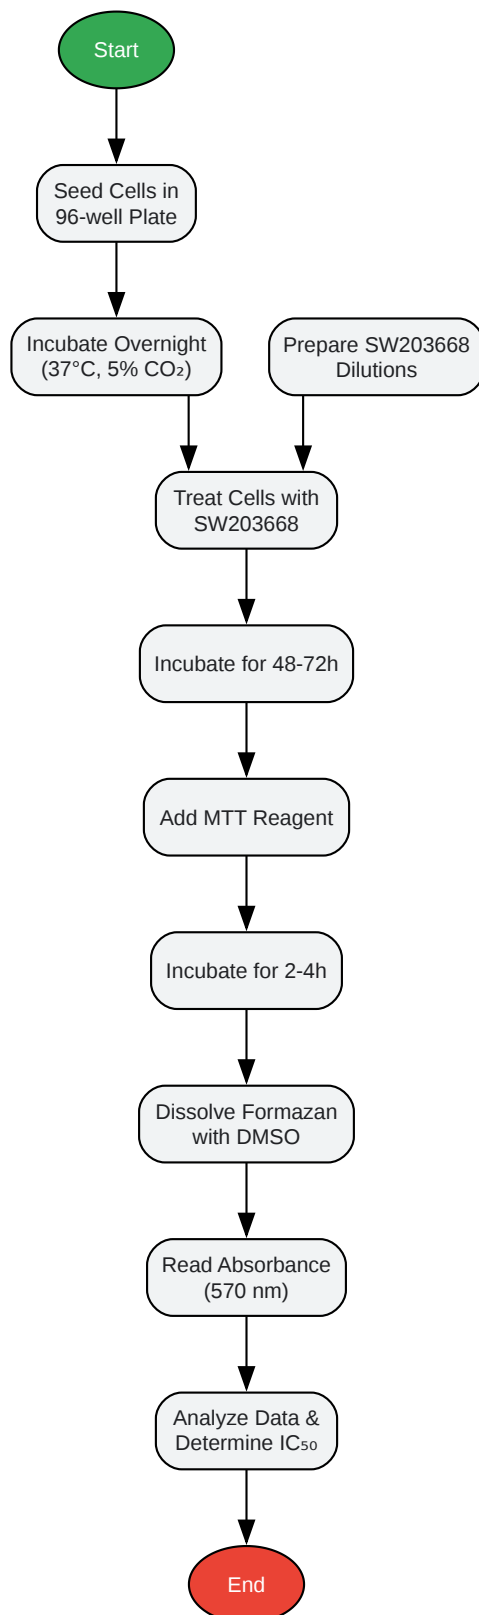 Start
Seed Cells in
96-well Plate
Incubate Overnight
(37°C, 5% CO₂)
Prepare SW203668
Dilutions
Treat Cells with
SW203668
Incubate for 48-72h
Add MTT Reagent
Incubate for 2-4h
Dissolve Formazan
with DMSO
Read Absorbance
(570 nm)
Analyze Data &
Determine IC₅₀
End